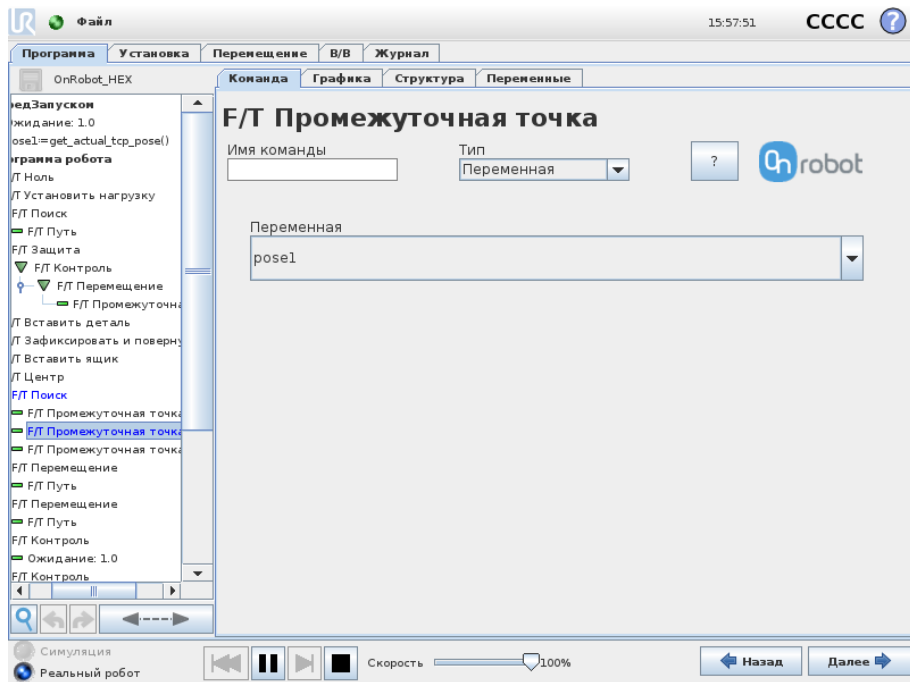 Файл
15:57:51
CCCC
?
Программа
Установка
Перемещение
В/В
Журнал
OnRobot_HEX
Команда
Графика
Структура
Переменные
едЗапуском
жидание: 1.0
ose1:=get_actual_tcp_pose()
грамма робота
/T Ноль
/T Установить нагрузку
F/T Поиск
F/T Путь
F/T Защита
F/T Контроль
F/T Перемещение
F/T Промежуточна
/T Вставить деталь
/T Зафиксировать и поверну
/T Вставить ящик
/T Центр
F/T Поиск
F/T Промежуточная точка
F/T Промежуточная точка
F/T Промежуточная точка
F/T Перемещение
F/T Путь
F/T Перемещение
F/T Путь
F/T Контроль
Ожидание: 1.0
F/T Контроль
F/T Промежуточная точка
Имя команды
Тип
Переменная
?
On robot
Переменная
pose1
Симуляция
Реальный робот
Скорость
100%
Назад
Далее